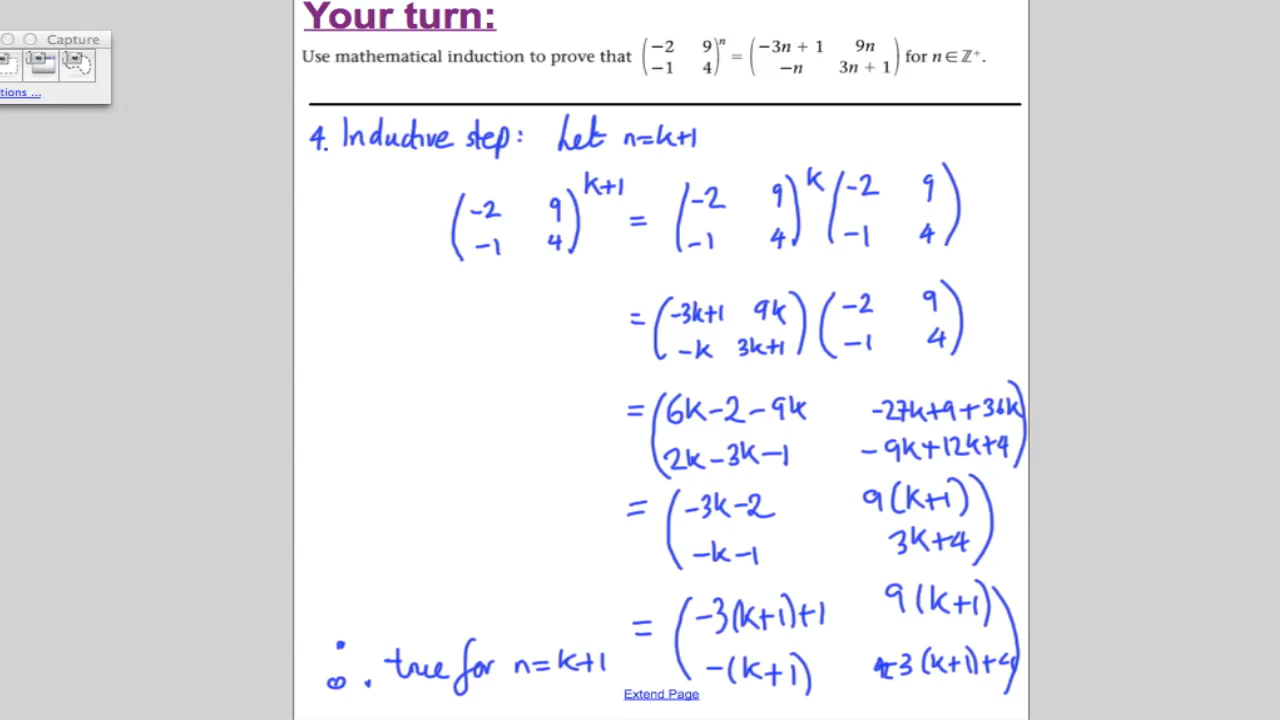 Your turn:
Capture
Use mathematical induction to prove that (−2 9 / −1 4)^n = (−3n + 1 9n / −n 3n + 1) for n ∈ ℤ⁺.
tions ...
4. Inductive step: Let n=k+1
(-2 9 / -1 4)^k+1 = (-2 9 / -1 4)^k (-2 9 / -1 4)
= (-3k+1 9k / -k 3k+1) (-2 9 / -1 4)
= (6k-2-9k -27k+9+36k / 2k-3k-1 -9k+12k+4)
= (-3k-2 9(k+1) / -k-1 3k+4)
= (-3(k+1)+1 9(k+1) / -(k+1) 3(k+1)+4)
∴ true for n=k+1
Extend Page